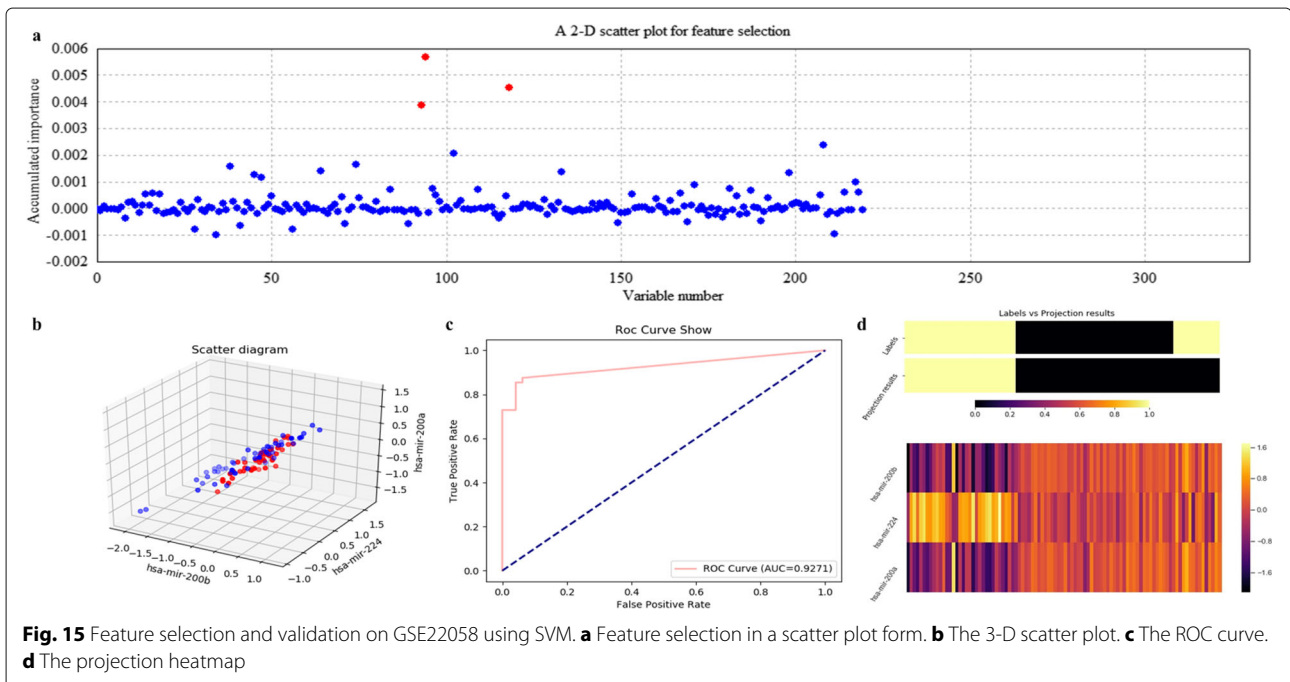 a
A 2-D scatter plot for feature selection
Accumulated importance
0.006
0.005
0.004
0.003
0.002
0.001
0.000
-0.001
-0.002
0 50 100 150 200 250 300
Variable number
b
Scatter diagram
1.5
1.0
0.5
0.0
-0.5
-1.0
-1.5
hsa-mir-200a
-2.0 -1.5 -1.0 -0.5 0.0 0.5 1.0
hsa-mir-200b
-1.0 -0.5 0.0 0.5 1.0 1.5
hsa-mir-224
c
Roc Curve Show
True Positive Rate
1.0
0.8
0.6
0.4
0.2
0.0
ROC Curve (AUC=0.9271)
0.0 0.2 0.4 0.6 0.8 1.0
False Positive Rate
d
Labels vs Projection results
Labels
Projection results
0.0 0.2 0.4 0.6 0.8 1.0
hsa-mir-200b
hsa-mir-224
hsa-mir-200a
1.6
0.8
0.0
-0.8
-1.6
Fig. 15 Feature selection and validation on GSE22058 using SVM. a Feature selection in a scatter plot form. b The 3-D scatter plot. c The ROC curve.
d The projection heatmap